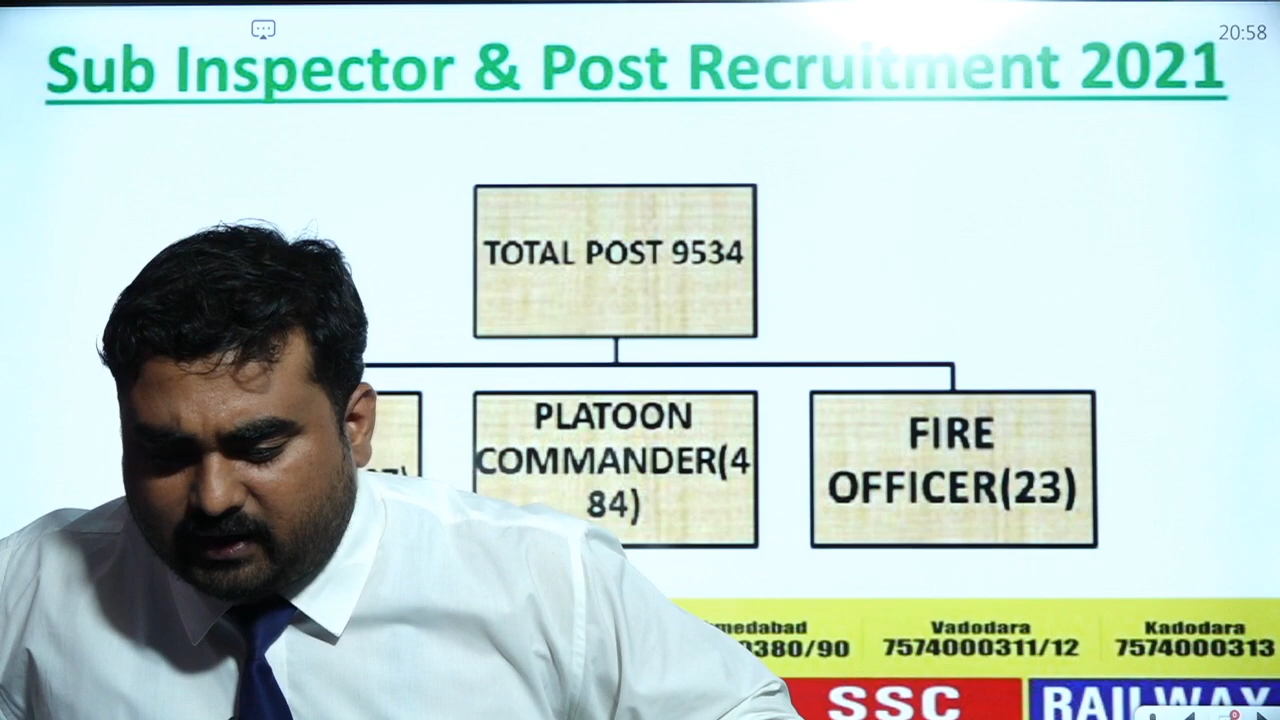 20:58
Sub Inspector & Post Recruitment 2021
TOTAL POST 9534
PLATOON
COMMANDER(4
84)
FIRE
OFFICER(23)
Vadodara
7574000311/12
Kadodara
7574000313
SSC
RAILWAY